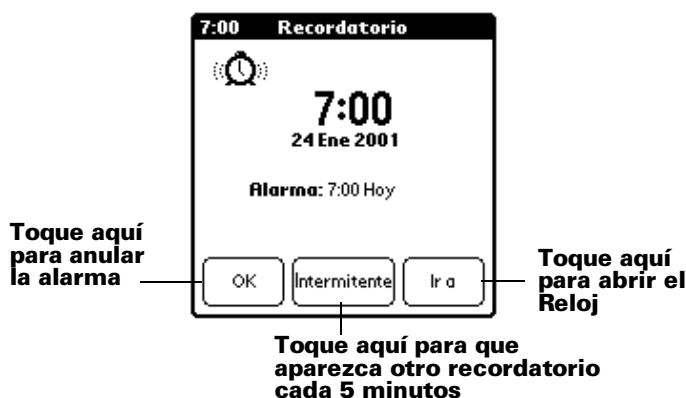 7:00 Recordatorio
7:00
24 Ene 2001
Alarma: 7:00 Hoy
OK
Intermitente
Ir a
Toque aquí
para anular
la alarma
Toque aquí
para abrir el
Reloj
Toque aquí para que
aparezca otro recordatorio
cada 5 minutos